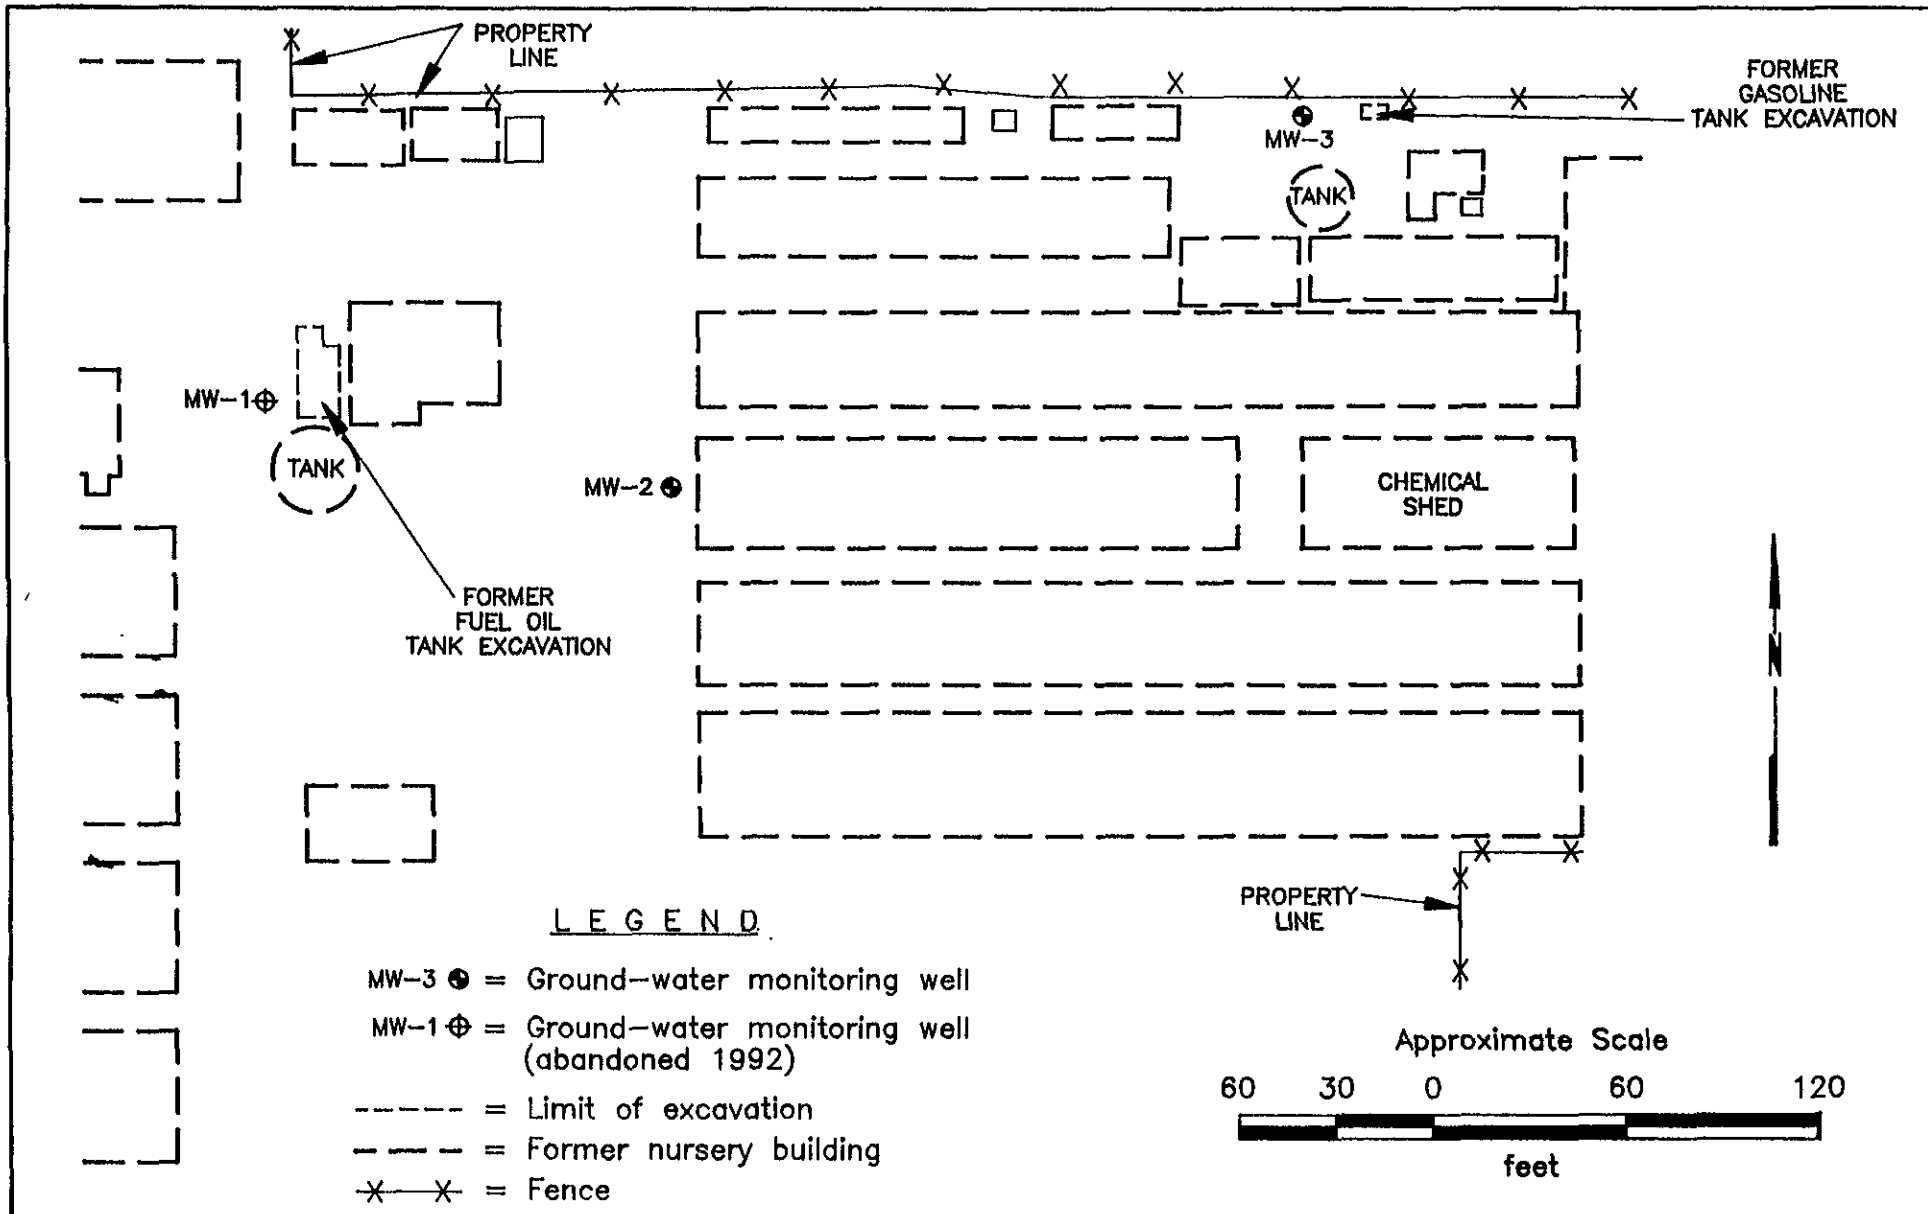 PROPERTY
LINE
FORMER
GASOLINE
TANK EXCAVATION
MW-3
TANK
MW-1
TANK
MW-2
CHEMICAL
SHED
FORMER
FUEL OIL
TANK EXCAVATION
N
PROPERTY
LINE
LEGEND
MW-3 = Ground-water monitoring well
MW-1 = Ground-water monitoring well
(abandoned 1992)
= Limit of excavation
= Former nursery building
= Fence
Approximate Scale
60 30 0 60 120
feet